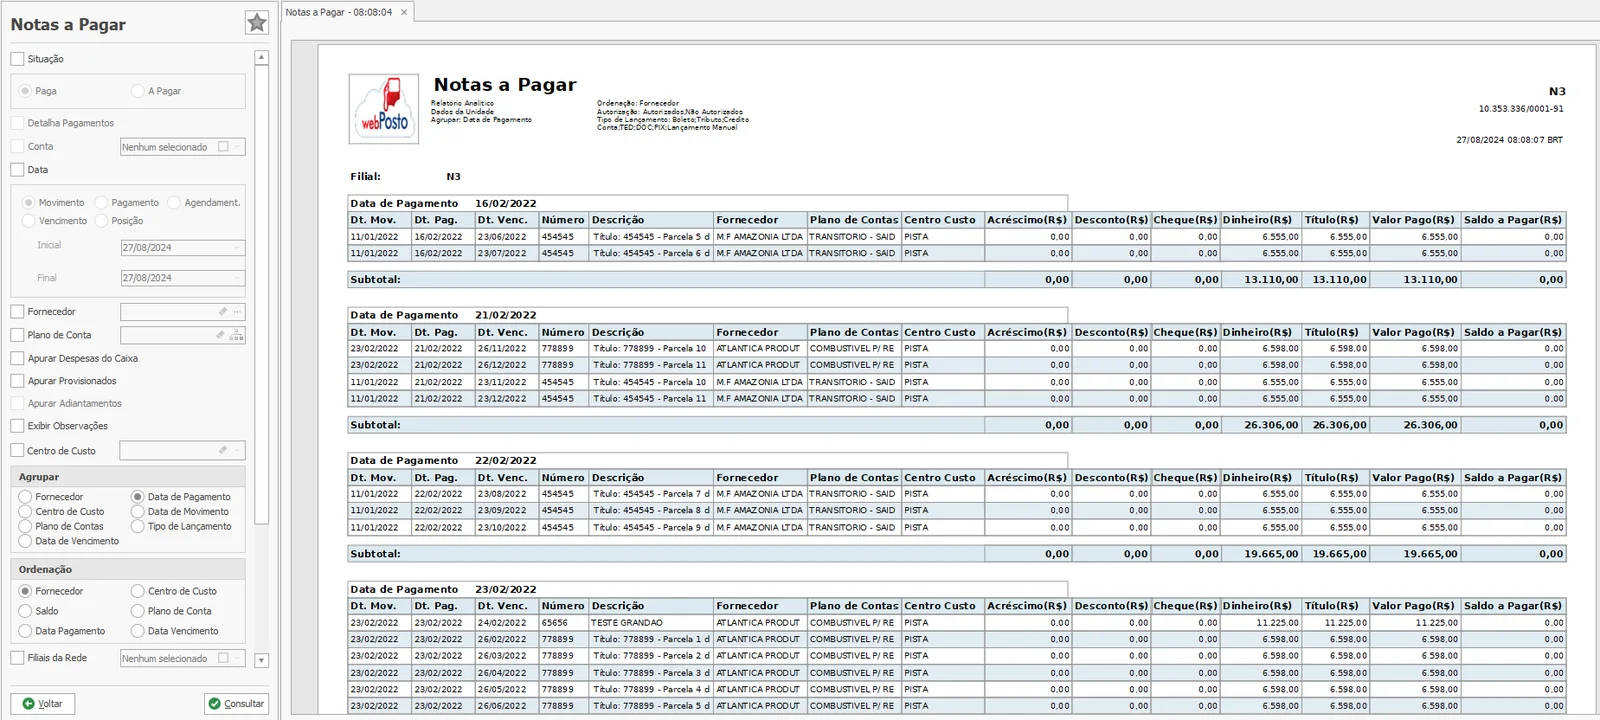 Notas a Pagar
Situação
Paga A Pagar
Detalha Pagamentos
Conta Nenhum selecionado
Data
Movimento Pagamento Agendament.
Vencimento Posição
Inicial 27/08/2024
Final 27/08/2024
Fornecedor
Plano de Conta
Apurar Despesas do Caixa
Apurar Provisionados
Apurar Adiantamentos
Exibir Observações
Centro de Custo
Agrupar
Fornecedor Data de Pagamento
Centro de Custo Data de Movimento
Plano de Contas Tipo de Lançamento
Data de Vencimento
Ordenação
Fornecedor Centro de Custo
Saldo Plano de Conta
Data Pagamento Data Vencimento
Filiais da Rede Nenhum selecionado
Voltar Consultar
Notas a Pagar - 08:08:04
webPosto
Notas a Pagar
Relatório Analítico
Dados da Unidade
Agrupar: Data de Pagamento
Ordenação: Fornecedor
Autorização: Autorizados;Não Autorizados
Tipo de Lançamento: Boleto;Tributo;Credito
Conta;TED;DOC;PIX;Lançamento Manual
N3
10.353.336/0001-91
27/08/2024 08:08:07 BRT
Filial: N3
Data de Pagamento 16/02/2022
Dt. Mov. Dt. Pag. Dt. Venc. Número Descrição Fornecedor Plano de Contas Centro Custo Acréscimo(R$) Desconto(R$) Cheque(R$) Dinheiro(R$) Título(R$) Valor Pago(R$) Saldo a Pagar(R$)
11/01/2022 16/02/2022 23/06/2022 454545 Título: 454545 - Parcela 5 d M.F AMAZONIA LTDA TRANSITORIO - SAID PISTA 0,00 0,00 0,00 6.555,00 6.555,00 6.555,00 0,00
11/01/2022 16/02/2022 23/07/2022 454545 Título: 454545 - Parcela 6 d M.F AMAZONIA LTDA TRANSITORIO - SAID PISTA 0,00 0,00 0,00 6.555,00 6.555,00 6.555,00 0,00
Subtotal: 0,00 0,00 0,00 13.110,00 13.110,00 13.110,00 0,00
Data de Pagamento 21/02/2022
Dt. Mov. Dt. Pag. Dt. Venc. Número Descrição Fornecedor Plano de Contas Centro Custo Acréscimo(R$) Desconto(R$) Cheque(R$) Dinheiro(R$) Título(R$) Valor Pago(R$) Saldo a Pagar(R$)
23/02/2022 21/02/2022 26/11/2022 778899 Título: 778899 - Parcela 10 ATLANTICA PRODUT COMBUSTIVEL P/ RE PISTA 0,00 0,00 0,00 6.598,00 6.598,00 6.598,00 0,00
23/02/2022 21/02/2022 26/12/2022 778899 Título: 778899 - Parcela 11 ATLANTICA PRODUT COMBUSTIVEL P/ RE PISTA 0,00 0,00 0,00 6.598,00 6.598,00 6.598,00 0,00
11/01/2022 21/02/2022 23/11/2022 454545 Título: 454545 - Parcela 10 M.F AMAZONIA LTDA TRANSITORIO - SAID PISTA 0,00 0,00 0,00 6.555,00 6.555,00 6.555,00 0,00
11/01/2022 21/02/2022 23/12/2022 454545 Título: 454545 - Parcela 11 M.F AMAZONIA LTDA TRANSITORIO - SAID PISTA 0,00 0,00 0,00 6.555,00 6.555,00 6.555,00 0,00
Subtotal: 0,00 0,00 0,00 26.306,00 26.306,00 26.306,00 0,00
Data de Pagamento 22/02/2022
Dt. Mov. Dt. Pag. Dt. Venc. Número Descrição Fornecedor Plano de Contas Centro Custo Acréscimo(R$) Desconto(R$) Cheque(R$) Dinheiro(R$) Título(R$) Valor Pago(R$) Saldo a Pagar(R$)
11/01/2022 22/02/2022 23/08/2022 454545 Título: 454545 - Parcela 7 d M.F AMAZONIA LTDA TRANSITORIO - SAID PISTA 0,00 0,00 0,00 6.555,00 6.555,00 6.555,00 0,00
11/01/2022 22/02/2022 23/09/2022 454545 Título: 454545 - Parcela 8 d M.F AMAZONIA LTDA TRANSITORIO - SAID PISTA 0,00 0,00 0,00 6.555,00 6.555,00 6.555,00 0,00
11/01/2022 22/02/2022 23/10/2022 454545 Título: 454545 - Parcela 9 d M.F AMAZONIA LTDA TRANSITORIO - SAID PISTA 0,00 0,00 0,00 6.555,00 6.555,00 6.555,00 0,00
Subtotal: 0,00 0,00 0,00 19.665,00 19.665,00 19.665,00 0,00
Data de Pagamento 23/02/2022
Dt. Mov. Dt. Pag. Dt. Venc. Número Descrição Fornecedor Plano de Contas Centro Custo Acréscimo(R$) Desconto(R$) Cheque(R$) Dinheiro(R$) Título(R$) Valor Pago(R$) Saldo a Pagar(R$)
23/02/2022 23/02/2022 24/02/2022 65656 TESTE GRANDAO ATLANTICA PRODUT COMBUSTIVEL P/ RE PISTA 0,00 0,00 0,00 11.225,00 11.225,00 11.225,00 0,00
23/02/2022 23/02/2022 26/02/2022 778899 Título: 778899 - Parcela 1 d ATLANTICA PRODUT COMBUSTIVEL P/ RE PISTA 0,00 0,00 0,00 6.598,00 6.598,00 6.598,00 0,00
23/02/2022 23/02/2022 26/03/2022 778899 Título: 778899 - Parcela 2 d ATLANTICA PRODUT COMBUSTIVEL P/ RE PISTA 0,00 0,00 0,00 6.598,00 6.598,00 6.598,00 0,00
23/02/2022 23/02/2022 26/04/2022 778899 Título: 778899 - Parcela 3 d ATLANTICA PRODUT COMBUSTIVEL P/ RE PISTA 0,00 0,00 0,00 6.598,00 6.598,00 6.598,00 0,00
23/02/2022 23/02/2022 26/05/2022 778899 Título: 778899 - Parcela 4 d ATLANTICA PRODUT COMBUSTIVEL P/ RE PISTA 0,00 0,00 0,00 6.598,00 6.598,00 6.598,00 0,00
23/02/2022 23/02/2022 26/06/2022 778899 Título: 778899 - Parcela 5 d ATLANTICA PRODUT COMBUSTIVEL P/ RE PISTA 0,00 0,00 0,00 6.598,00 6.598,00 6.598,00 0,00